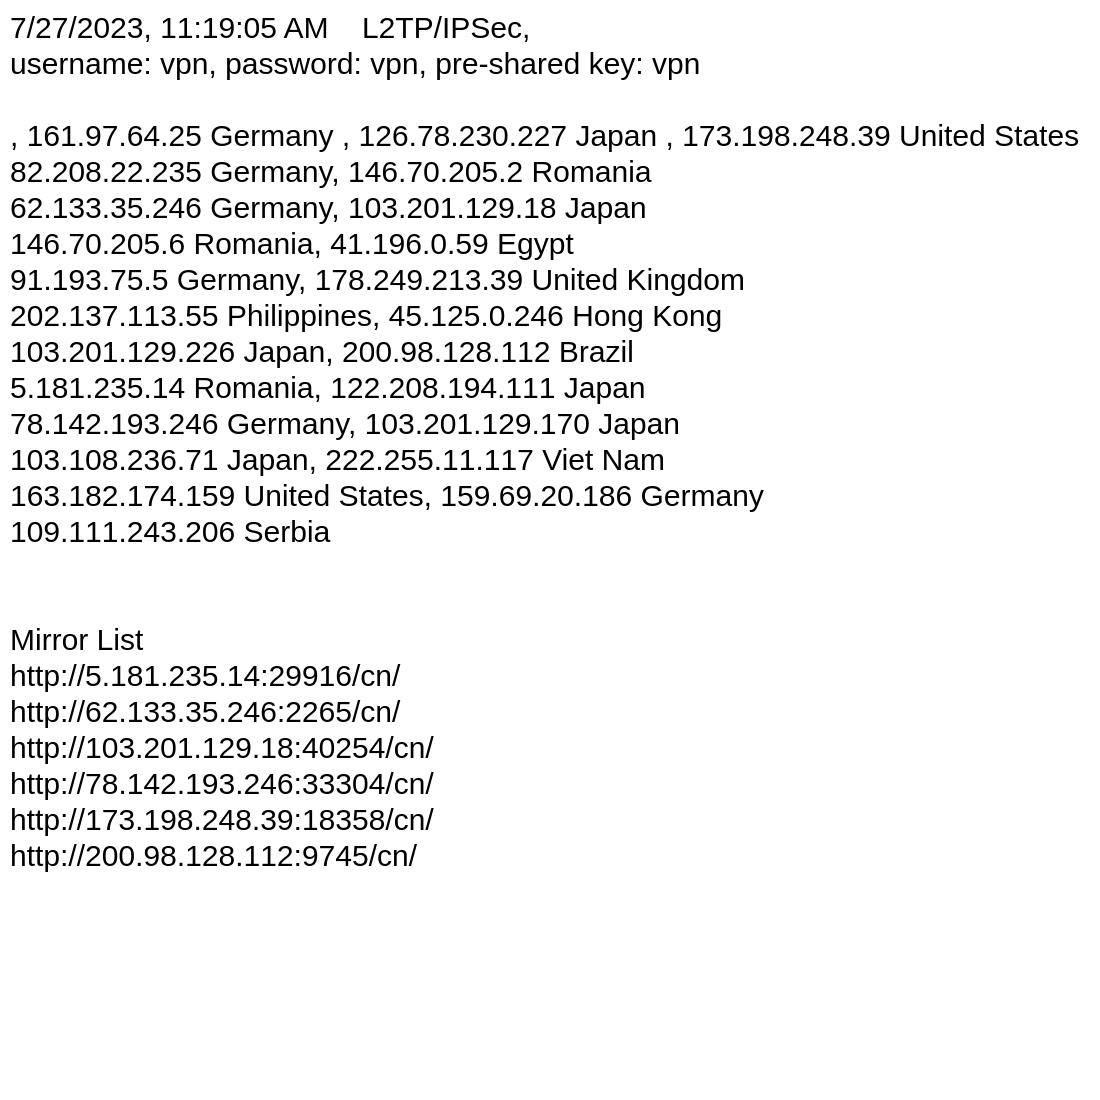 7/27/2023, 11:19:05 AM    L2TP/IPSec,
username: vpn, password: vpn, pre-shared key: vpn
, 161.97.64.25 Germany , 126.78.230.227 Japan , 173.198.248.39 United States
82.208.22.235 Germany, 146.70.205.2 Romania
62.133.35.246 Germany, 103.201.129.18 Japan
146.70.205.6 Romania, 41.196.0.59 Egypt
91.193.75.5 Germany, 178.249.213.39 United Kingdom
202.137.113.55 Philippines, 45.125.0.246 Hong Kong
103.201.129.226 Japan, 200.98.128.112 Brazil
5.181.235.14 Romania, 122.208.194.111 Japan
78.142.193.246 Germany, 103.201.129.170 Japan
103.108.236.71 Japan, 222.255.11.117 Viet Nam
163.182.174.159 United States, 159.69.20.186 Germany
109.111.243.206 Serbia
Mirror List
http://5.181.235.14:29916/cn/
http://62.133.35.246:2265/cn/
http://103.201.129.18:40254/cn/
http://78.142.193.246:33304/cn/
http://173.198.248.39:18358/cn/
http://200.98.128.112:9745/cn/